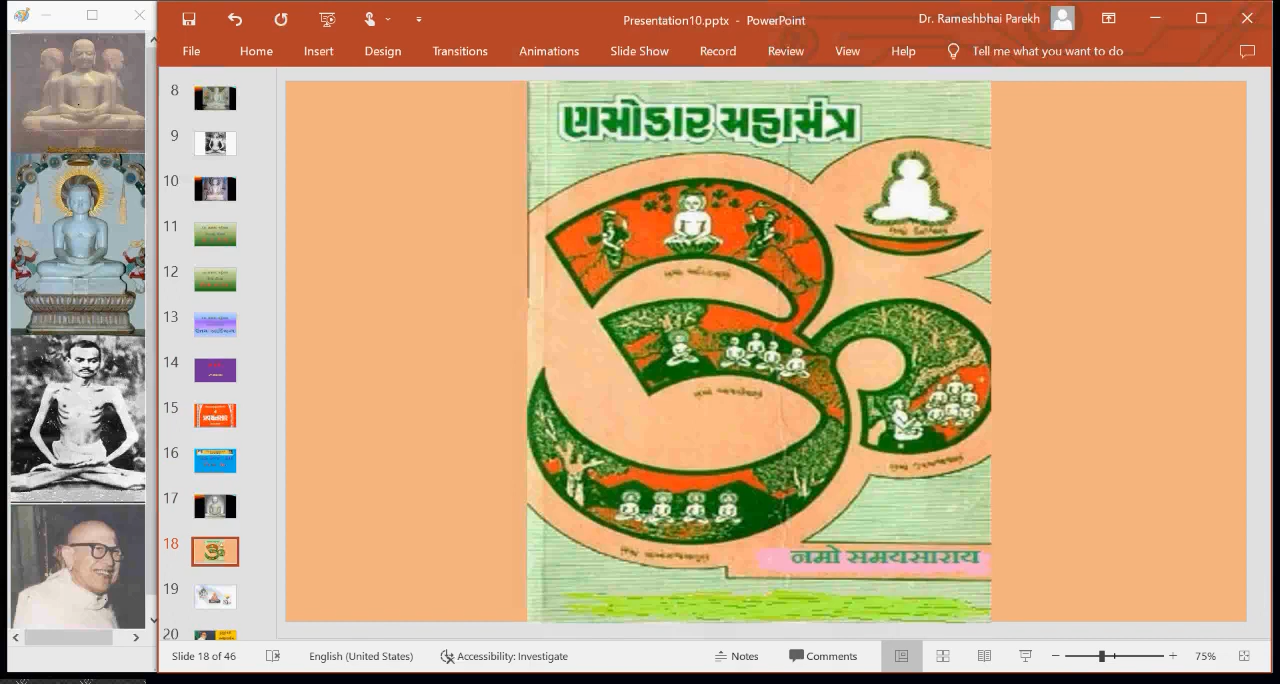 Presentation10.pptx - PowerPoint
Dr. Rameshbhai Parekh
File Home Insert Design Transitions Animations Slide Show Record Review View Help Tell me what you want to do
8
9
10
11
12
13
14
15
16
17
18
19
20
ણમોકાર મહામંત્ર
નમો સમયસારાય
Slide 18 of 46 English (United States) Accessibility: Investigate Notes Comments 75%